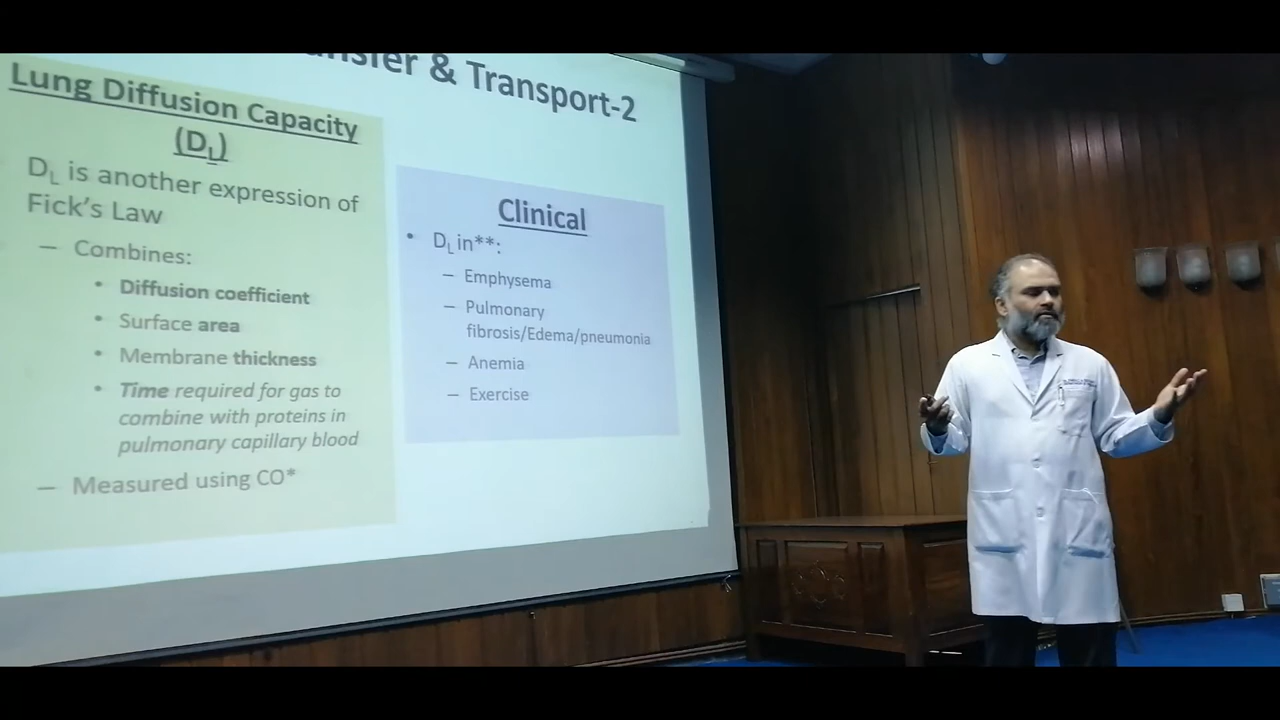 & Transport-2
Lung Diffusion Capacity
(DL)
DL is another expression of
Fick's Law
– Combines:
• Diffusion coefficient
• Surface area
• Membrane thickness
• Time required for gas to
combine with proteins in
pulmonary capillary blood
– Measured using CO*
Clinical
• DL in**:
– Emphysema
– Pulmonary
fibrosis/Edema/pneumonia
– Anemia
– Exercise